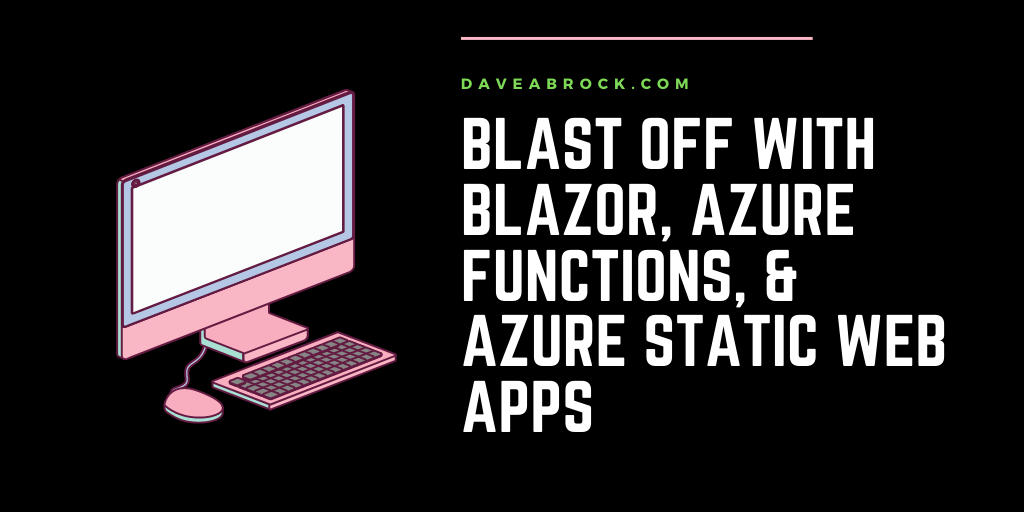 DAVEABROCK.COM
BLAST OFF WITH
BLAZOR, AZURE
FUNCTIONS, &
AZURE STATIC WEB
APPS